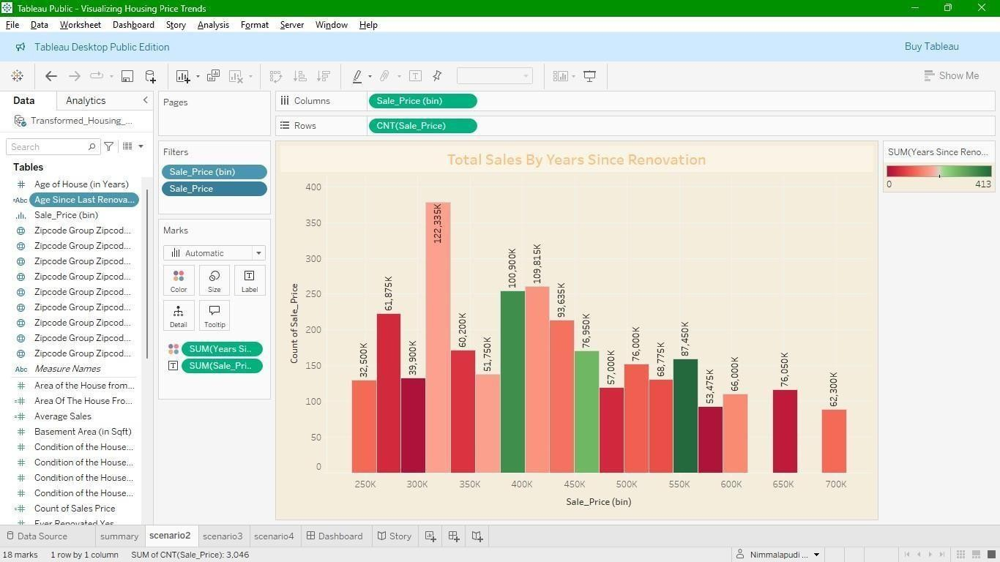 Tableau Public - Visualizing Housing Price Trends
File Data Worksheet Dashboard Story Analysis Format Server Window Help
Tableau Desktop Public Edition
Buy Tableau
Show Me
Data Analytics
Transformed_Housing_...
Search
Tables
Age of House (in Years)
=Abc Age Since Last Renova...
Sale_Price (bin)
Zipcode Group Zipcod...
Zipcode Group Zipcod...
Zipcode Group Zipcod...
Zipcode Group Zipcod...
Zipcode Group Zipcod...
Zipcode Group Zipcod...
Zipcode Group Zipcod...
Zipcode Group Zipcod...
Zipcode Group Zipcod...
Abc Measure Names
Area of the House from...
Area Of The House Fro...
Average Sales
Basement Area (in Sqft)
Condition of the House...
Condition of the House...
Condition of the House...
Condition of the House...
Count of Sales Price
Ever Renovated Yes
Pages
Filters
Sale_Price (bin)
Sale_Price
Marks
Automatic
Color Size Label
Detail Tooltip
SUM(Years Si..
SUM(Sale_Pri..
Columns Sale_Price (bin)
Rows CNT(Sale_Price)
Total Sales By Years Since Renovation
Count of Sale_Price
400
350
300
250
200
150
100
50
0
32,500K
61,875K
39,900K
122,335K
60,200K
51,750K
100,900K
109,815K
93,635K
76,950K
57,000K
76,000K
68,775K
87,450K
53,475K
66,000K
76,050K
62,300K
250K 300K 350K 400K 450K 500K 550K 600K 650K 700K
Sale_Price (bin)
SUM(Years Since Reno...
0 413
Data Source summary scenario2 scenario3 scenario4 Dashboard Story
18 marks 1 row by 1 column SUM of CNT(Sale_Price): 3,046
Nimmalapudi ...